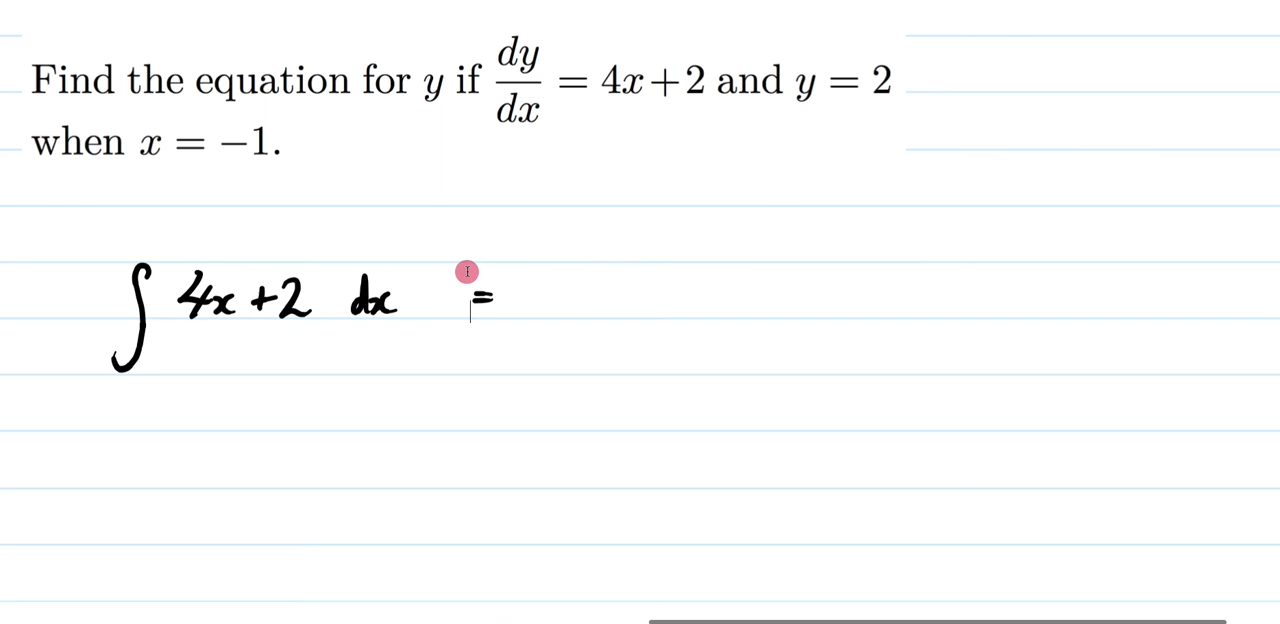 Find the equation for y if dy/dx = 4x+2 and y = 2
when x = −1.
∫ 4x+2 dx =